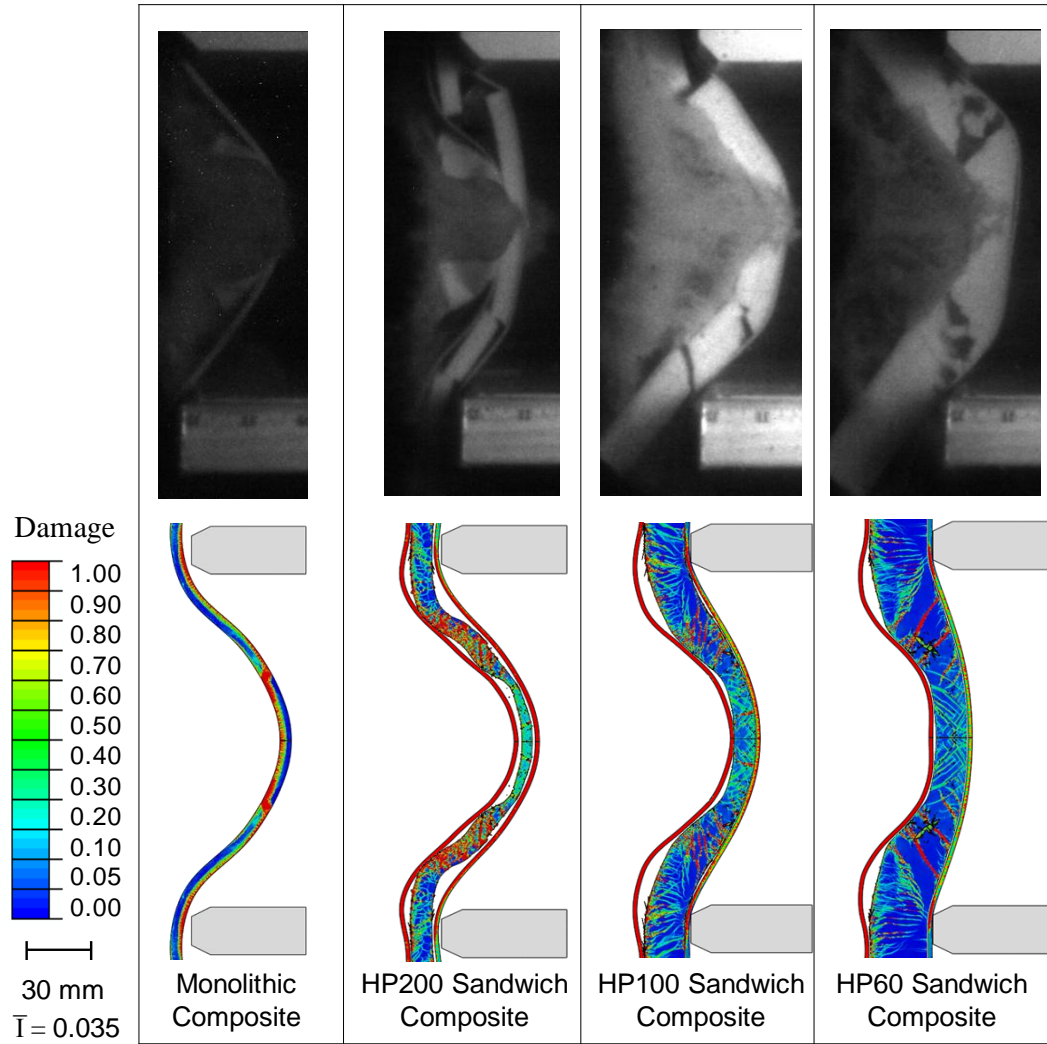 Damage
1.00
0.90
0.80
0.70
0.60
0.50
0.40
0.30
0.20
0.10
0.05
0.00
30 mm
I̅ = 0.035
Monolithic
Composite
HP200 Sandwich
Composite
HP100 Sandwich
Composite
HP60 Sandwich
Composite